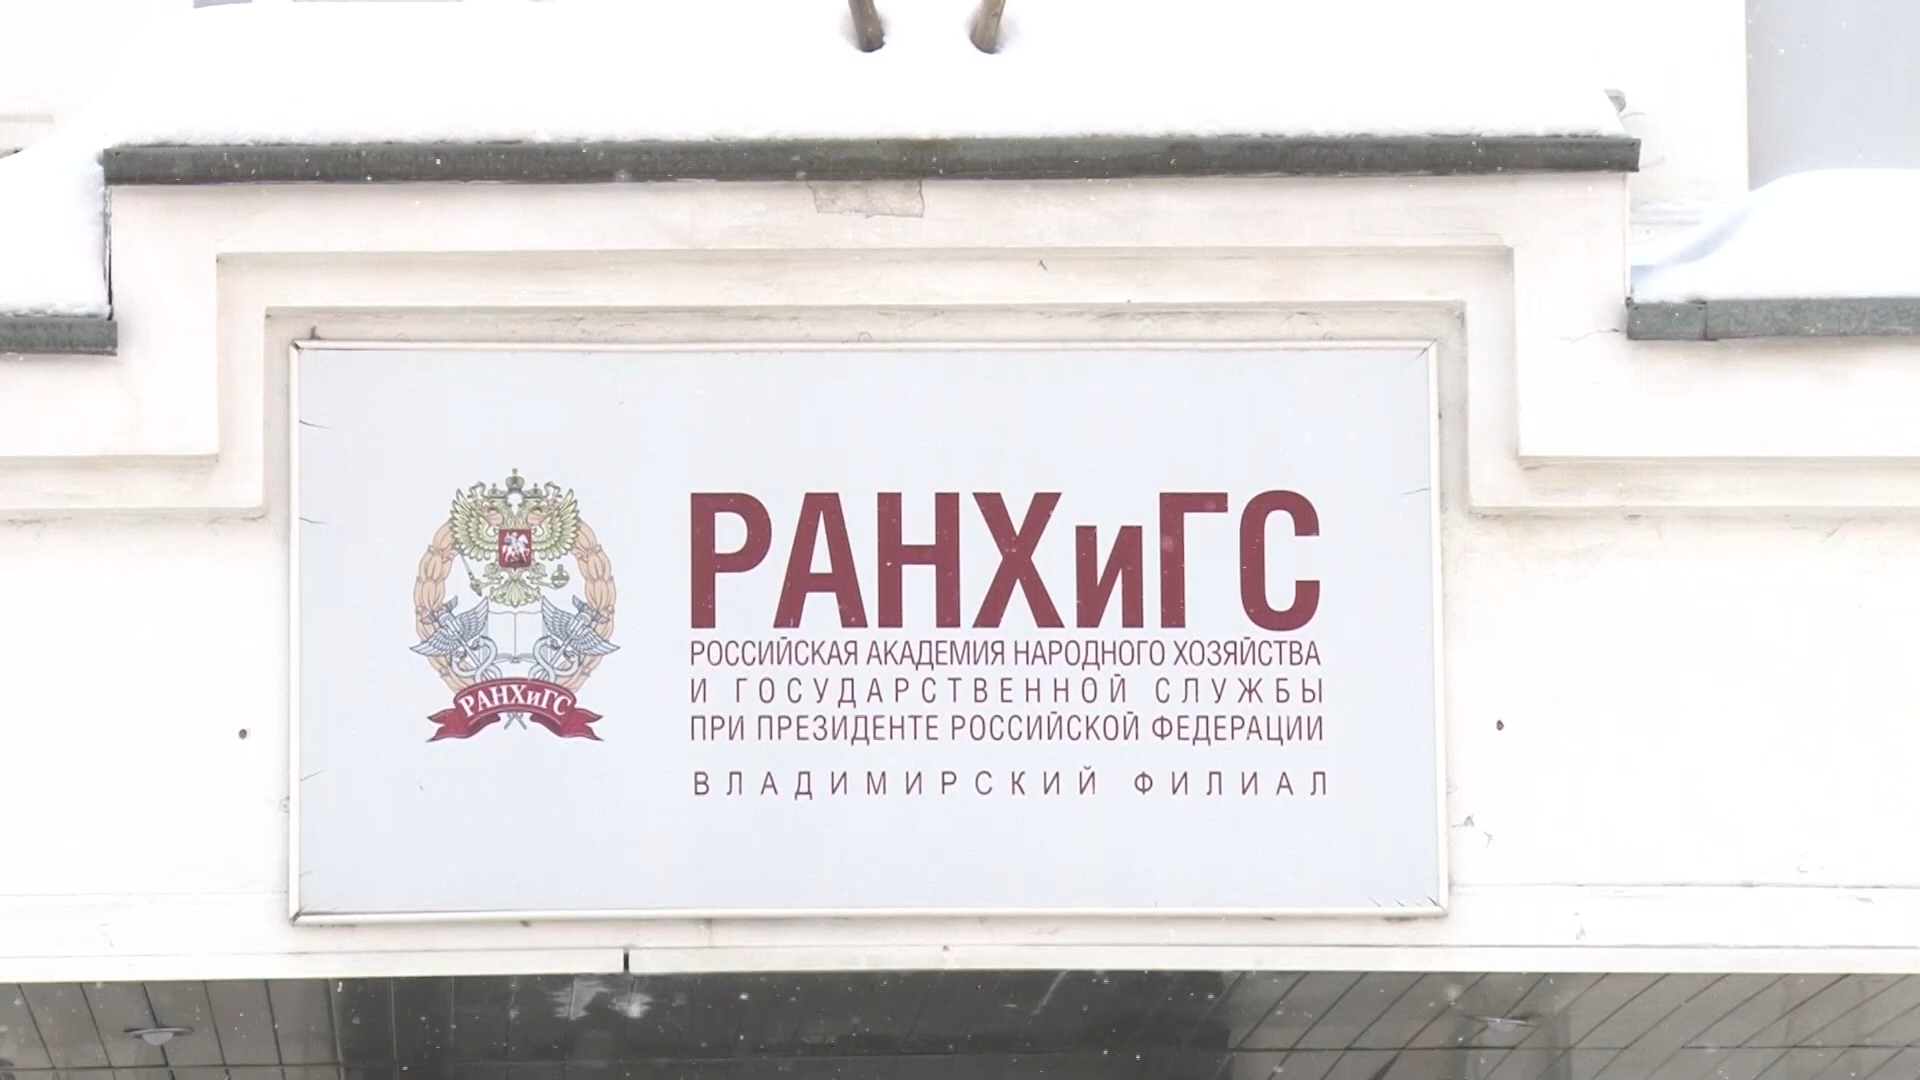 РАНХиГС
РОССИЙСКАЯ АКАДЕМИЯ НАРОДНОГО ХОЗЯЙСТВА
И ГОСУДАРСТВЕННОЙ СЛУЖБЫ
ПРИ ПРЕЗИДЕНТЕ РОССИЙСКОЙ ФЕДЕРАЦИИ
ВЛАДИМИРСКИЙ ФИЛИАЛ
РАНХиГС